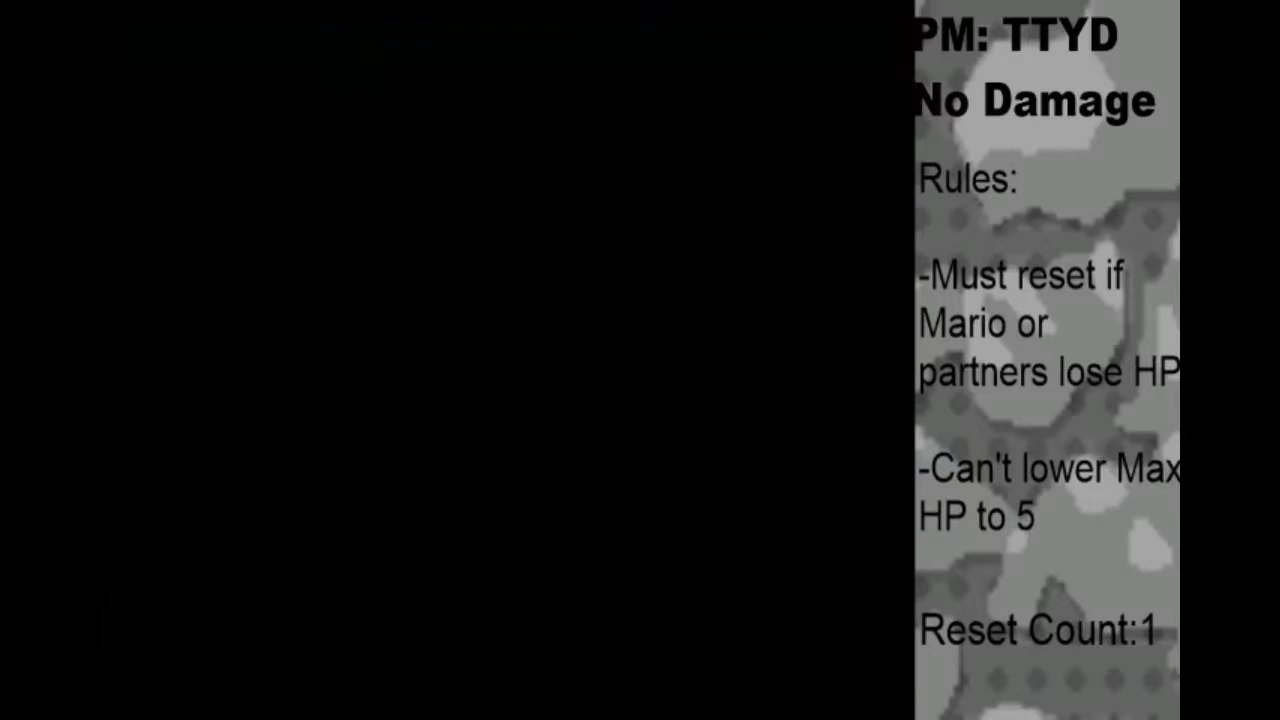 PM: TTYD
No Damage
Rules:
-Must reset if
Mario or
partners lose HP
-Can't lower Max
HP to 5
Reset Count:1